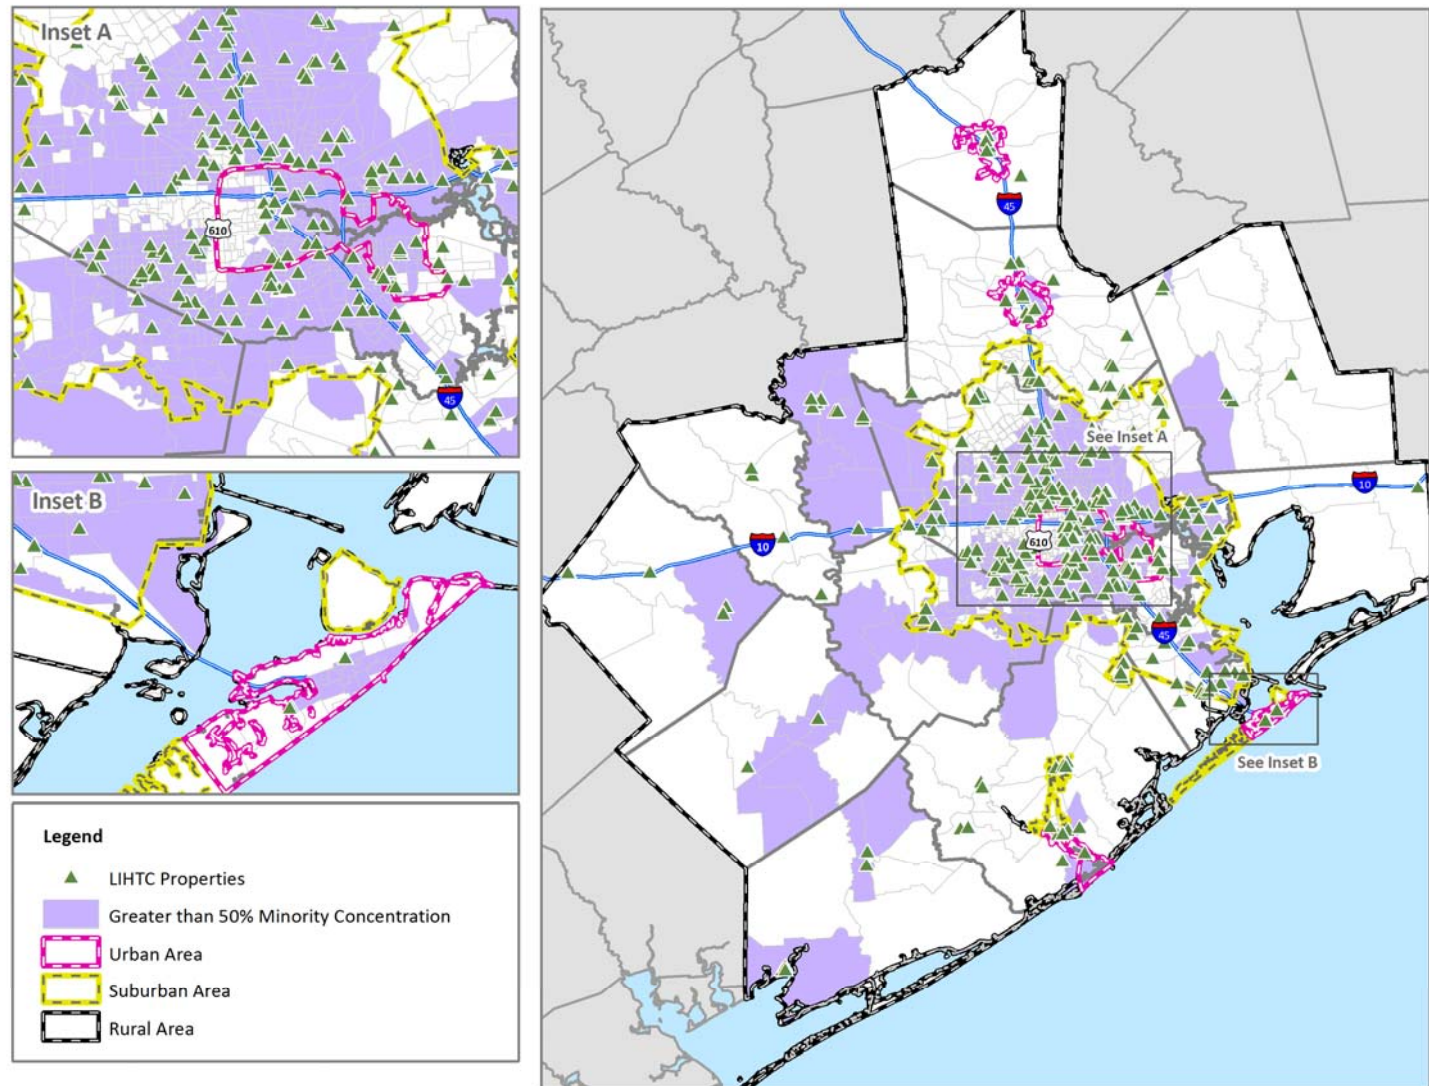 Inset A
610
45
Inset B
Legend
LIHTC Properties
Greater than 50% Minority Concentration
Urban Area
Suburban Area
Rural Area
45
See Inset A
10
610
10
45
See Inset B